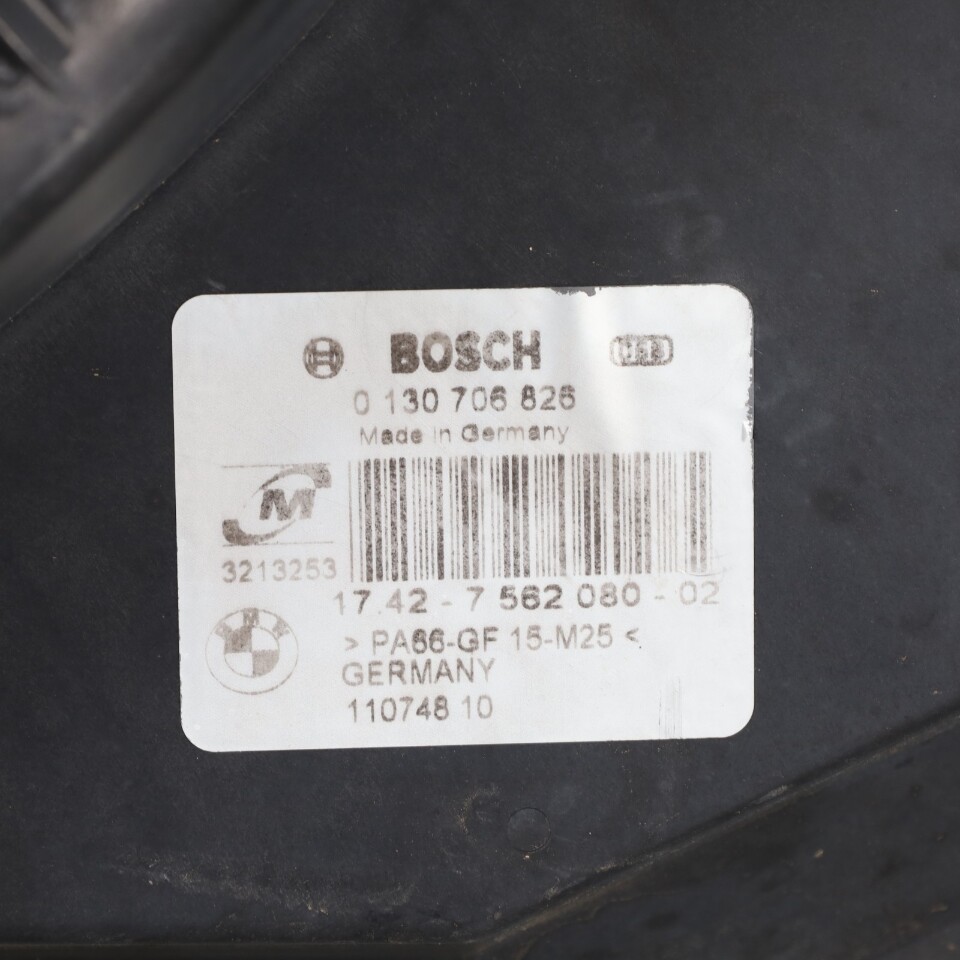 BOSCH
0 130 706 826
Made in Germany
M
3213253
17.42 - 7 562 080 - 02
BMW
> PA66-GF 15-M25 <
GERMANY
110748 10